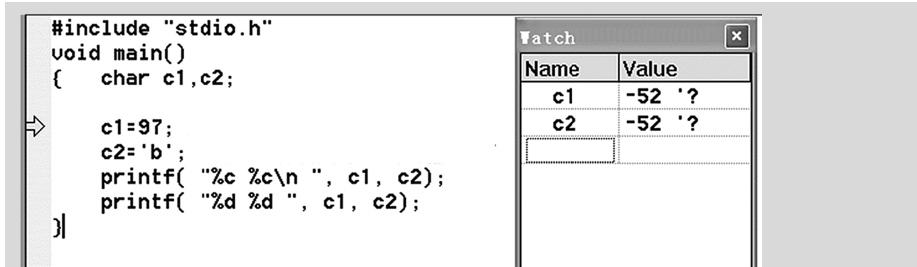 #include "stdio.h"
void main()
{ char c1,c2;
c1=97;
c2='b';
printf( "%c %c\n ", c1, c2);
printf( "%d %d ", c1, c2);
}
Watch
Name Value
c1 -52 '?
c2 -52 '?